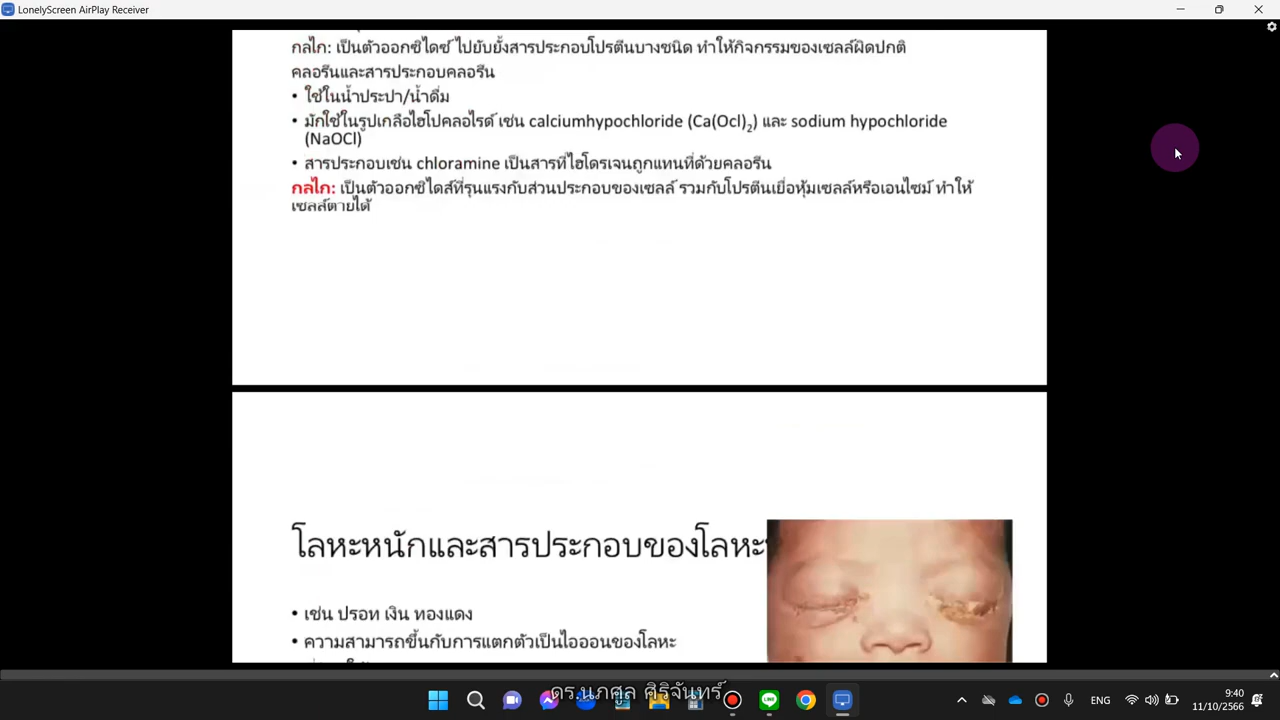 LonelyScreen AirPlay Receiver
กลไก: เป็นตัวออกซิไดซ์ ไปยับยั้งสารประกอบโปรตีนบางชนิด ทำให้กิจกรรมของเซลล์ผิดปกติ
คลอรีนและสารประกอบคลอรีน
• ใช้ในน้ำประปา/น้ำดื่ม
• มักใช้ในรูปเกลือไฮโปคลอไรด์ เช่น calciumhypochloride (Ca(Ocl)2) และ sodium hypochloride
(NaOCl)
• สารประกอบเช่น chloramine เป็นสารที่ไฮโดรเจนถูกแทนที่ด้วยคลอรีน
กลไก: เป็นตัวออกซิไดส์ที่รุนแรงกับส่วนประกอบของเซลล์ รวมกับโปรตีนเยื่อหุ้มเซลล์หรือเอนไซม์ ทำให้
เซลล์ตายได้
โลหะหนักและสารประกอบของโลหะ
• เช่น ปรอท เงิน ทองแดง
• ความสามารถขึ้นกับการแตกตัวเป็นไอออนของโลหะ
ดร.นภศูล ศิริจันทร์
ENG
9:40
11/10/2566